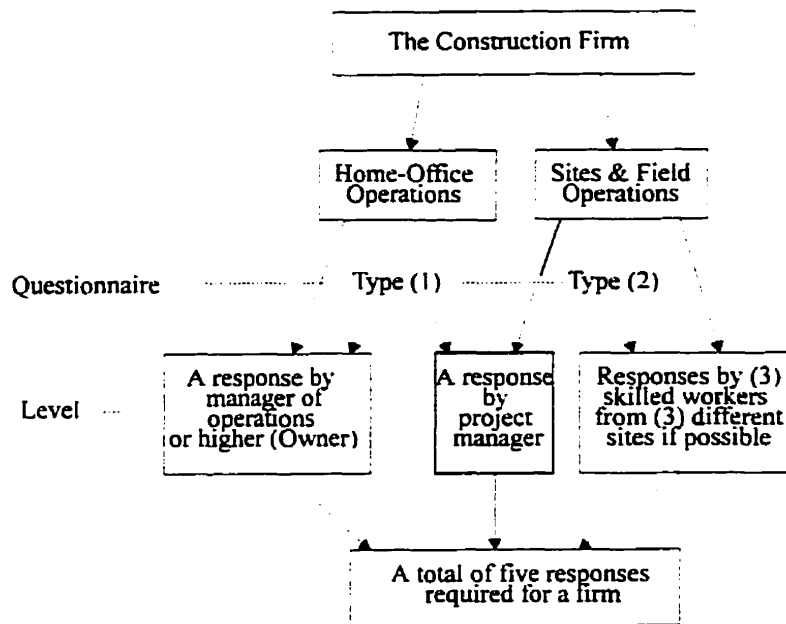 The Construction Firm
Home-Office
Operations
Sites & Field
Operations
Questionnaire
Type (1)
Type (2)
Level
A response by
manager of
operations
or higher (Owner)
A response
by
project
manager
Responses by (3)
skilled workers
from (3) different
sites if possible
A total of five responses
required for a firm